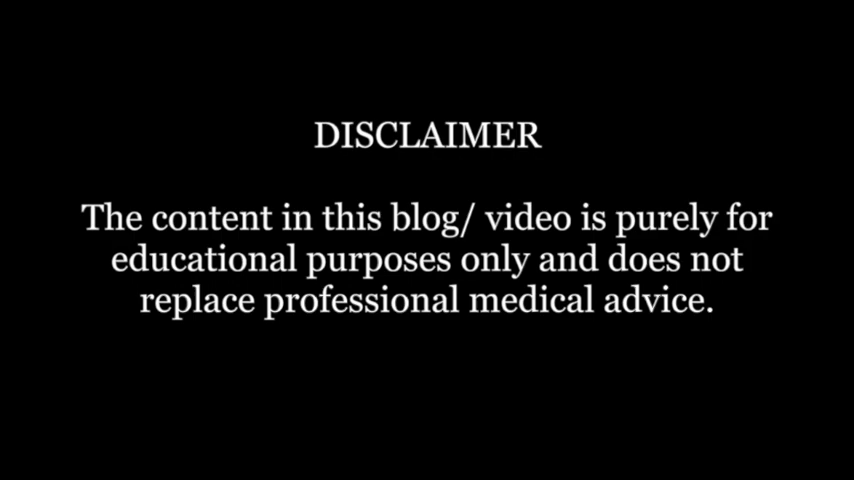 DISCLAIMER
The content in this blog/ video is purely for
educational purposes only and does not
replace professional medical advice.